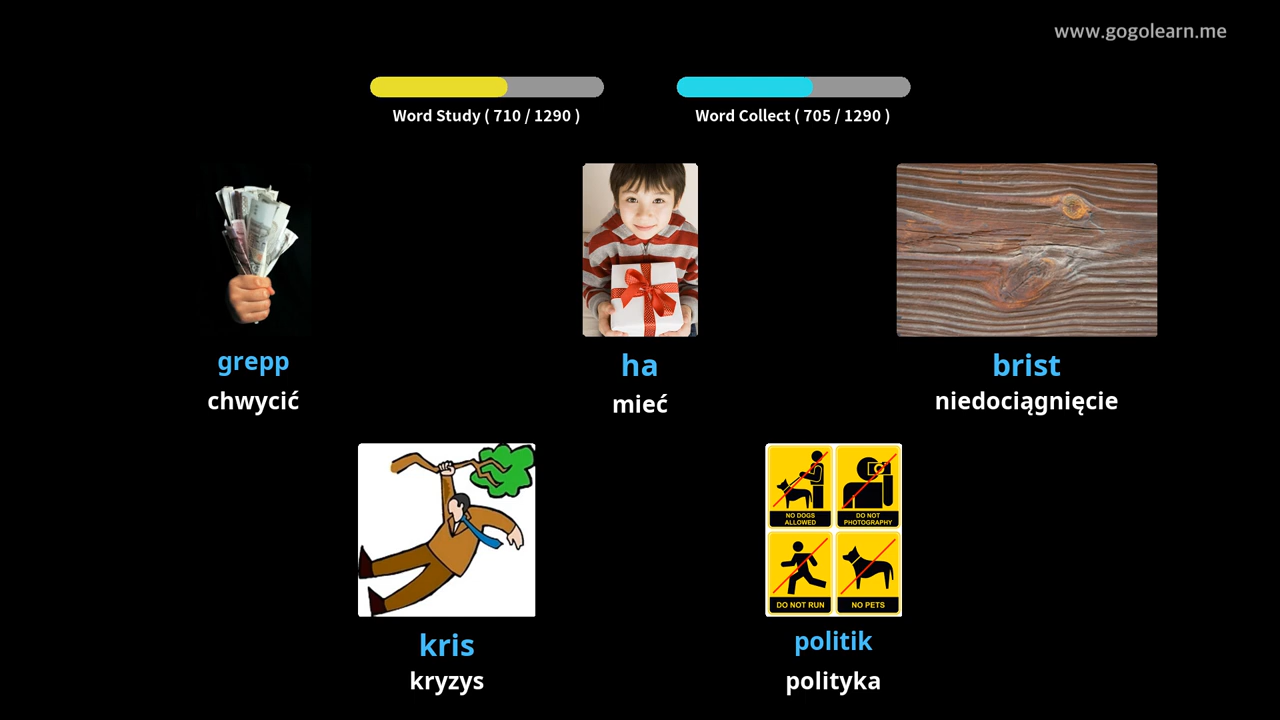 www.gogolearn.me
Word Study ( 710 / 1290 )
Word Collect ( 705 / 1290 )
grepp
chwycić
ha
mieć
brist
niedociągnięcie
NO DOGS
ALLOWED
DO NOT
PHOTOGRAPHY
DO NOT RUN
NO PETS
kris
kryzys
politik
polityka